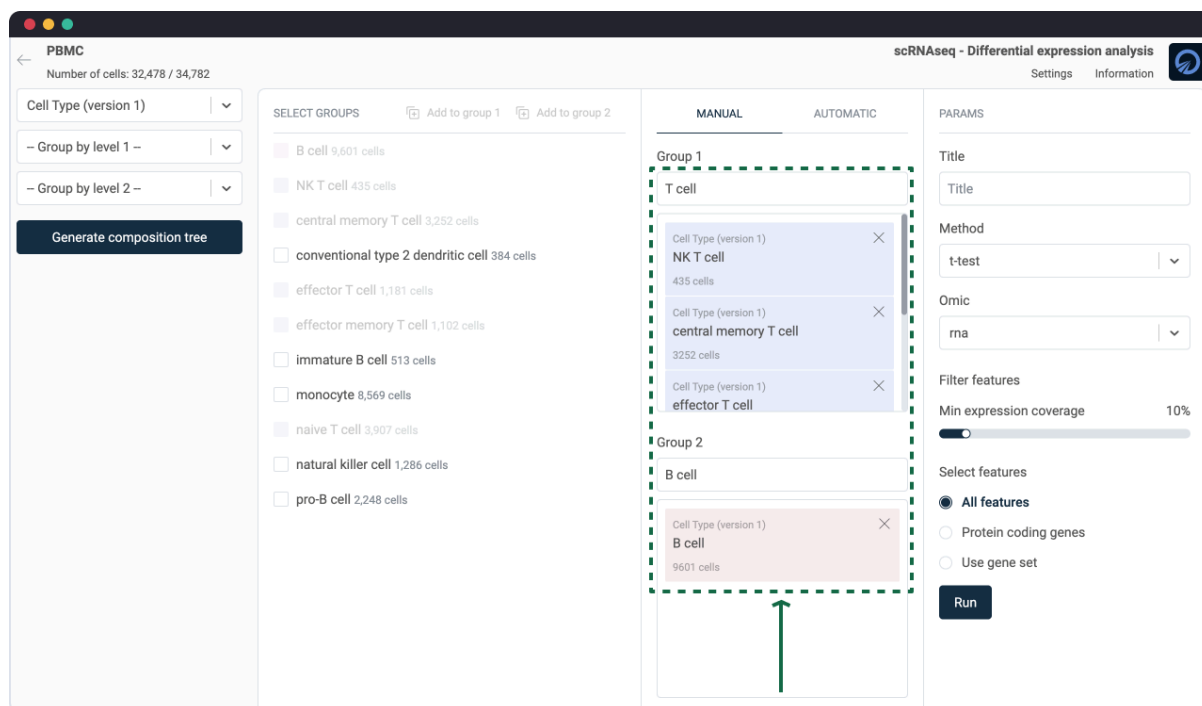 PBMC
Number of cells: 32,478 / 34,782
scRNAseq - Differential expression analysis
Settings Information
Cell Type (version 1)
-- Group by level 1 --
-- Group by level 2 --
Generate composition tree
SELECT GROUPS Add to group 1 Add to group 2
B cell 9,601 cells
NK T cell 435 cells
central memory T cell 3,252 cells
conventional type 2 dendritic cell 384 cells
effector T cell 1,181 cells
effector memory T cell 1,102 cells
immature B cell 513 cells
monocyte 8,569 cells
naive T cell 3,907 cells
natural killer cell 1,286 cells
pro-B cell 2,248 cells
MANUAL AUTOMATIC
Group 1
T cell
Cell Type (version 1)
NK T cell
435 cells
Cell Type (version 1)
central memory T cell
3252 cells
Cell Type (version 1)
effector T cell
Group 2
B cell
Cell Type (version 1)
B cell
9601 cells
PARAMS
Title
Title
Method
t-test
Omic
rna
Filter features
Min expression coverage 10%
Select features
All features
Protein coding genes
Use gene set
Run